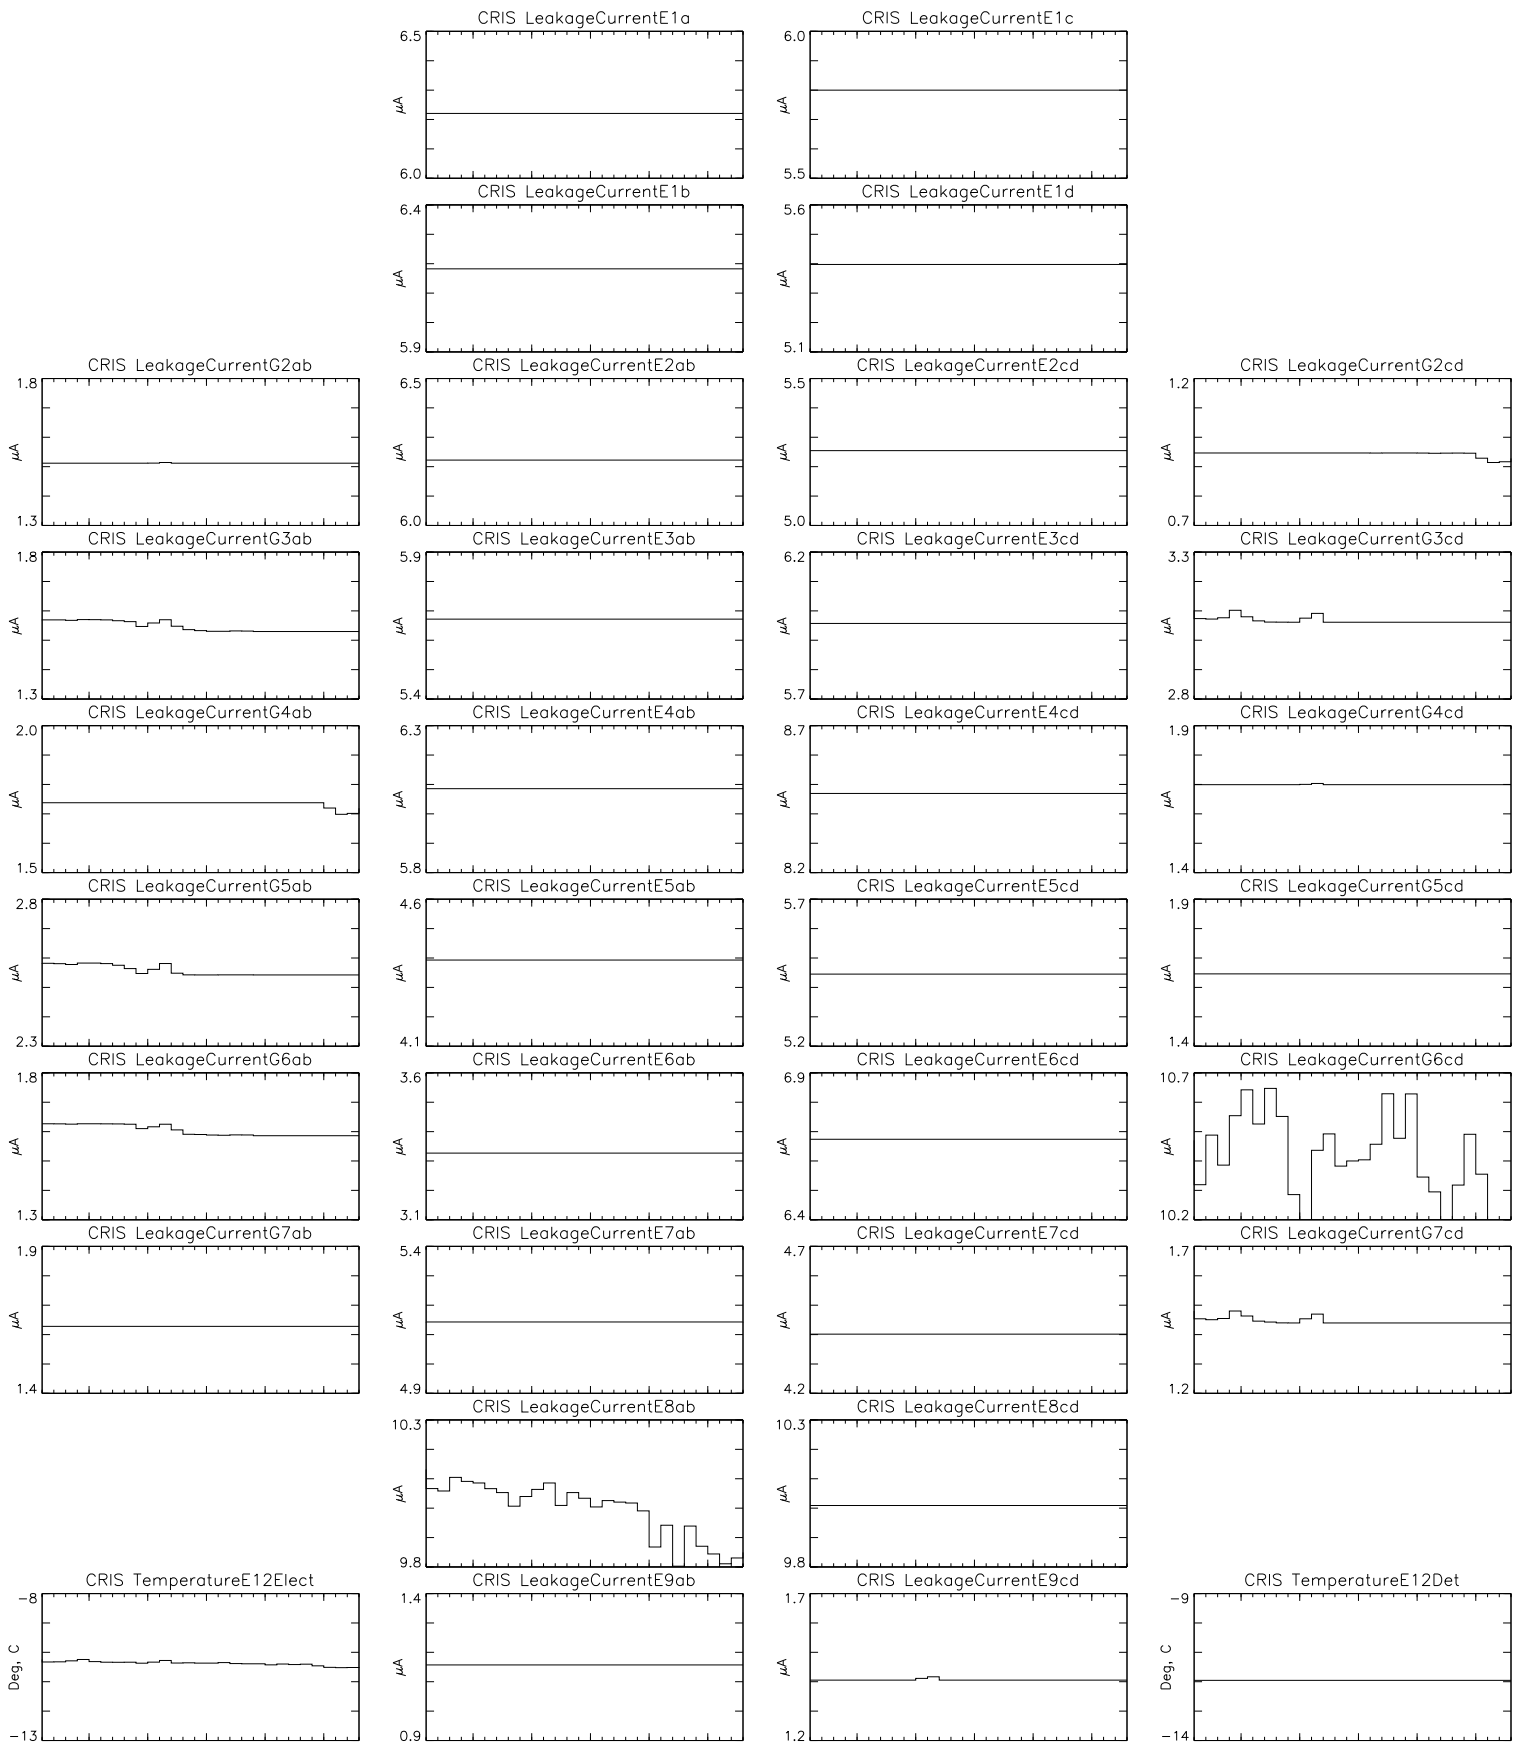 CRIS LeakageCurrentE1a
6.5
μA
6.0
CRIS LeakageCurrentE1c
6.0
μA
5.5
CRIS LeakageCurrentE1b
6.4
μA
5.9
CRIS LeakageCurrentE1d
5.6
μA
5.1
CRIS LeakageCurrentG2ab
1.8
μA
1.3
CRIS LeakageCurrentE2ab
6.5
μA
6.0
CRIS LeakageCurrentE2cd
5.5
μA
5.0
CRIS LeakageCurrentG2cd
1.2
μA
0.7
CRIS LeakageCurrentG3ab
1.8
μA
1.3
CRIS LeakageCurrentE3ab
5.9
μA
5.4
CRIS LeakageCurrentE3cd
6.2
μA
5.7
CRIS LeakageCurrentG3cd
3.3
μA
2.8
CRIS LeakageCurrentG4ab
2.0
μA
1.5
CRIS LeakageCurrentE4ab
6.3
μA
5.8
CRIS LeakageCurrentE4cd
8.7
μA
8.2
CRIS LeakageCurrentG4cd
1.9
μA
1.4
CRIS LeakageCurrentG5ab
2.8
μA
2.3
CRIS LeakageCurrentE5ab
4.6
μA
4.1
CRIS LeakageCurrentE5cd
5.7
μA
5.2
CRIS LeakageCurrentG5cd
1.9
μA
1.4
CRIS LeakageCurrentG6ab
1.8
μA
1.3
CRIS LeakageCurrentE6ab
3.6
μA
3.1
CRIS LeakageCurrentE6cd
6.9
μA
6.4
CRIS LeakageCurrentG6cd
10.7
μA
10.2
CRIS LeakageCurrentG7ab
1.9
μA
1.4
CRIS LeakageCurrentE7ab
5.4
μA
4.9
CRIS LeakageCurrentE7cd
4.7
μA
4.2
CRIS LeakageCurrentG7cd
1.7
μA
1.2
CRIS LeakageCurrentE8ab
10.3
μA
9.8
CRIS LeakageCurrentE8cd
10.3
μA
9.8
CRIS TemperatureE12Elect
-8
Deg, C
-13
CRIS LeakageCurrentE9ab
1.4
μA
0.9
CRIS LeakageCurrentE9cd
1.7
μA
1.2
CRIS TemperatureE12Det
-9
Deg, C
-14